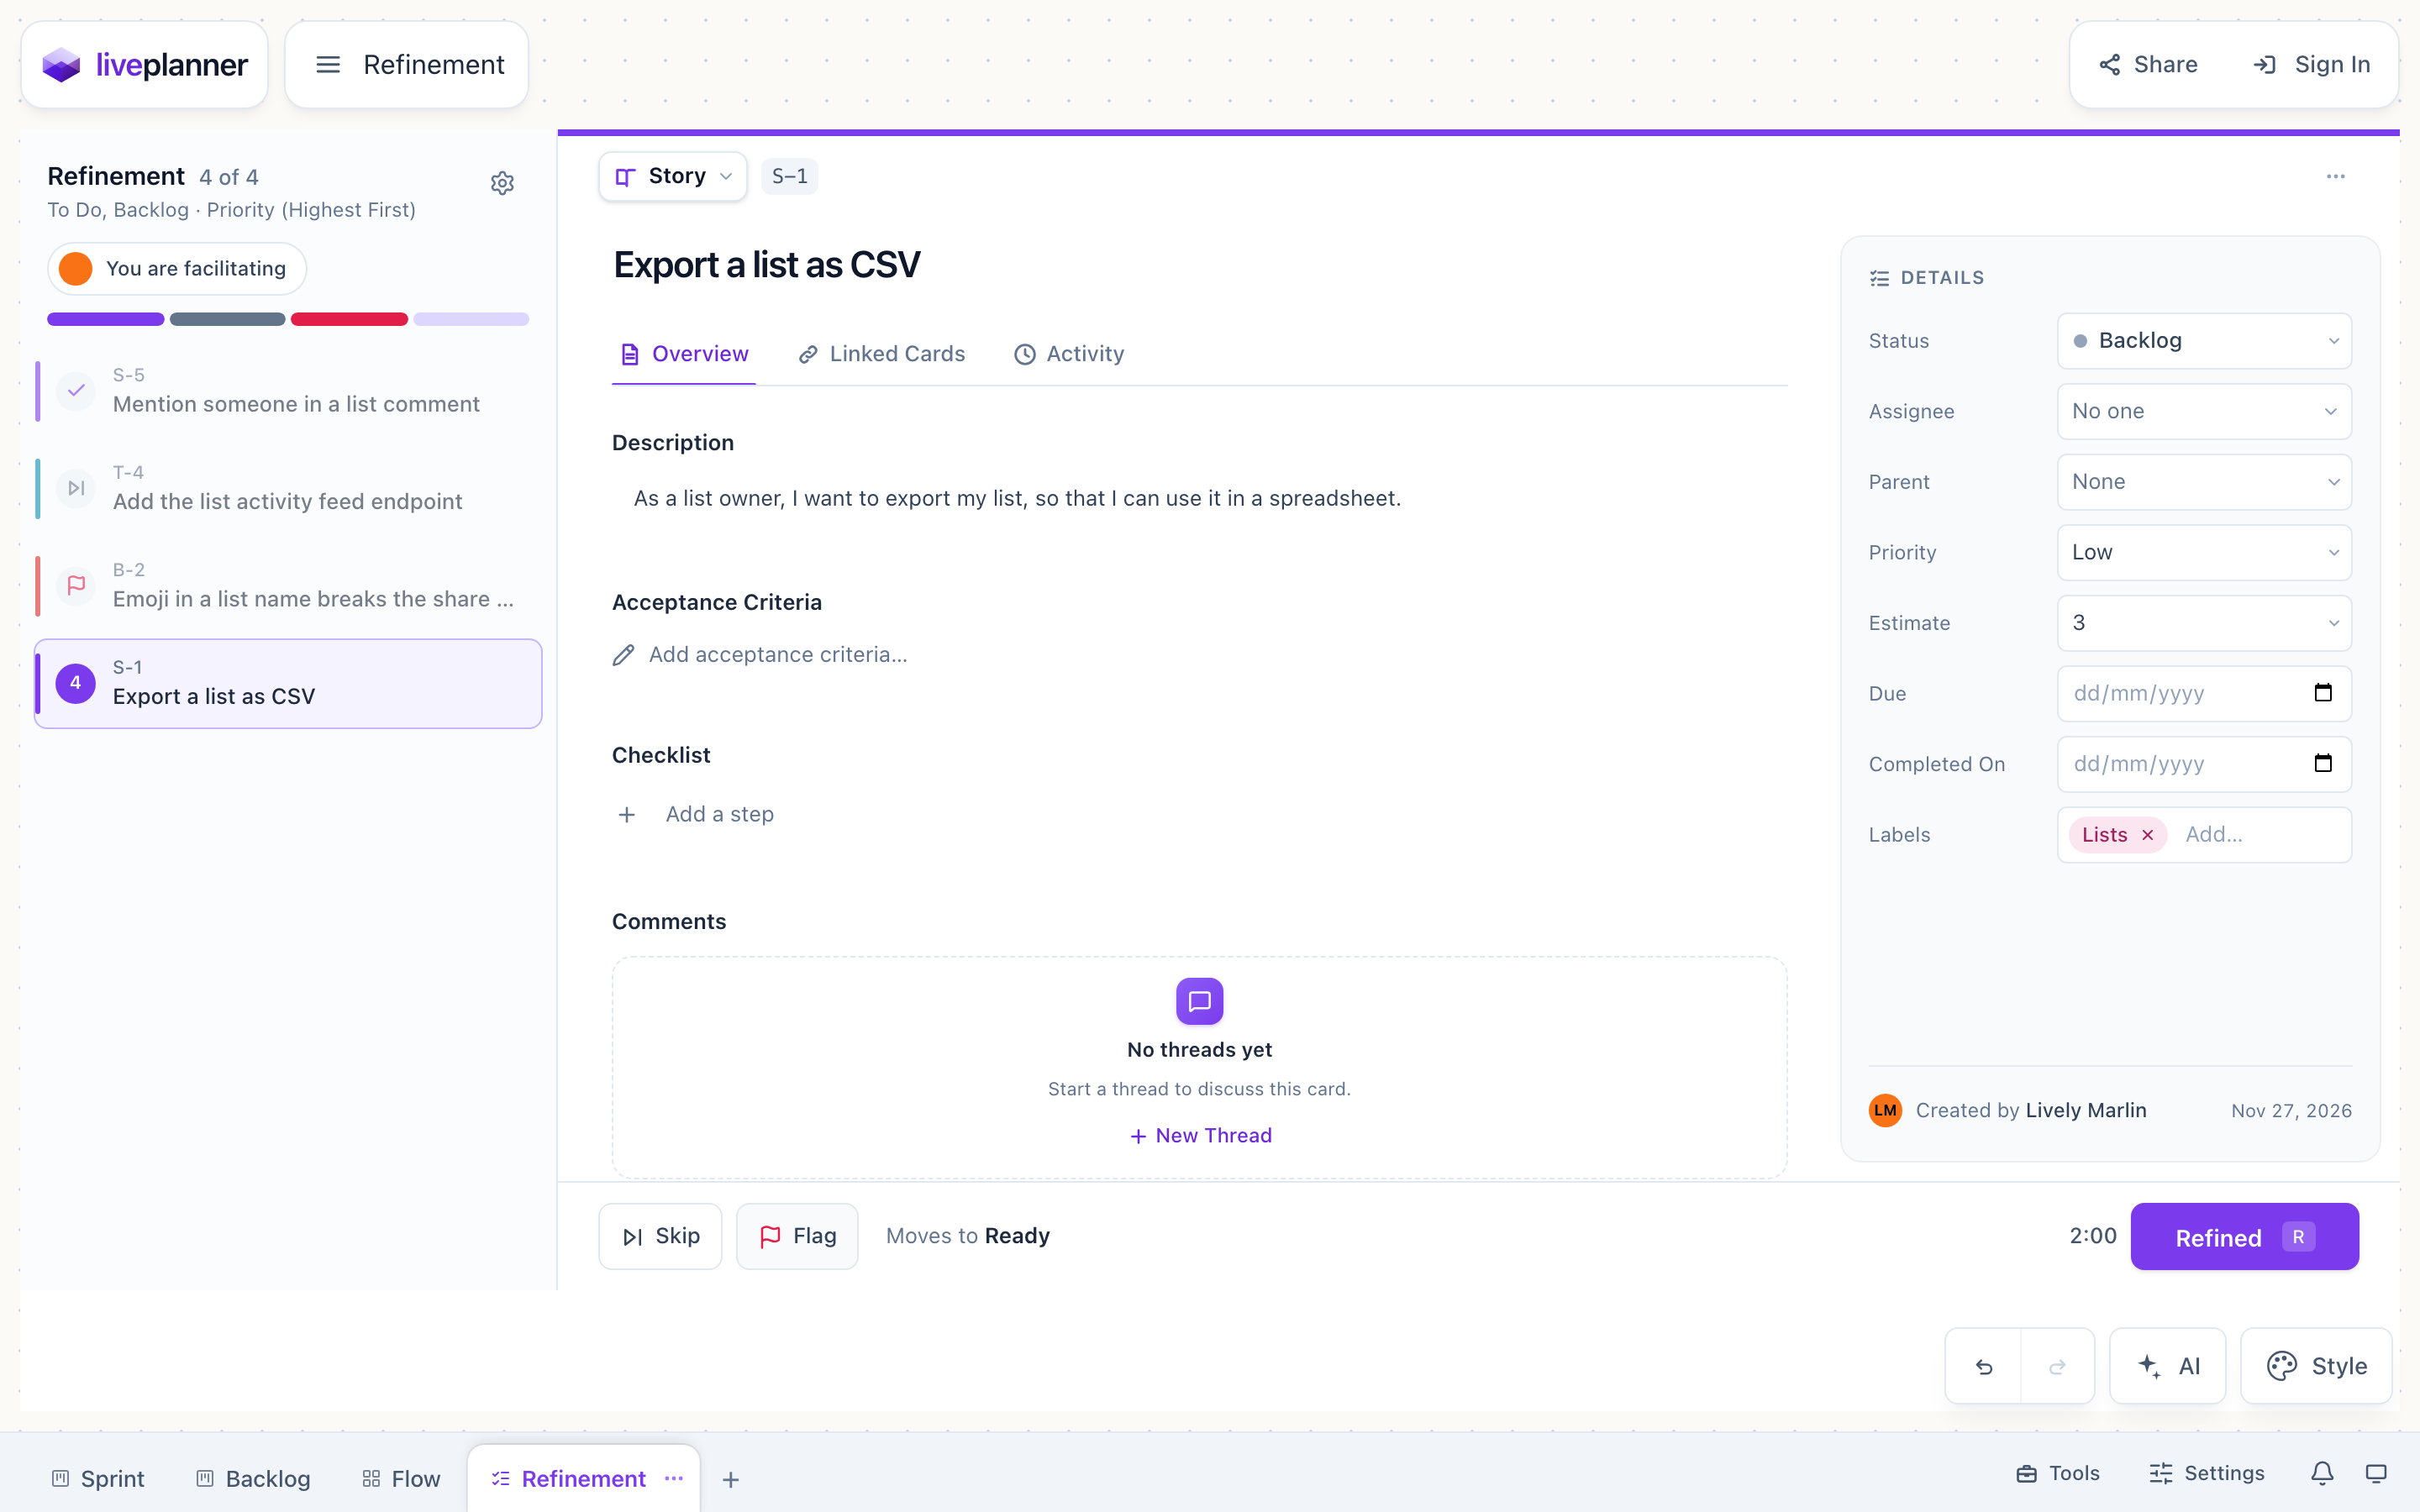 liveplanner
Refinement
Share
Sign In
Refinement 4 of 4
To Do, Backlog · Priority (Highest First)
You are facilitating
S-5
Mention someone in a list comment
T-4
Add the list activity feed endpoint
B-2
Emoji in a list name breaks the share ...
4
S-1
Export a list as CSV
Story
S-1
Export a list as CSV
Overview
Linked Cards
Activity
Description
As a list owner, I want to export my list, so that I can use it in a spreadsheet.
Acceptance Criteria
Add acceptance criteria...
Checklist
Add a step
Comments
No threads yet
Start a thread to discuss this card.
New Thread
DETAILS
Status Backlog
Assignee No one
Parent None
Priority Low
Estimate 3
Due dd/mm/yyyy
Completed On dd/mm/yyyy
Labels Lists Add...
LM Created by Lively Marlin Nov 27, 2026
Skip
Flag
Moves to Ready
2:00
Refined R
AI
Style
Sprint
Backlog
Flow
Refinement
Tools
Settings